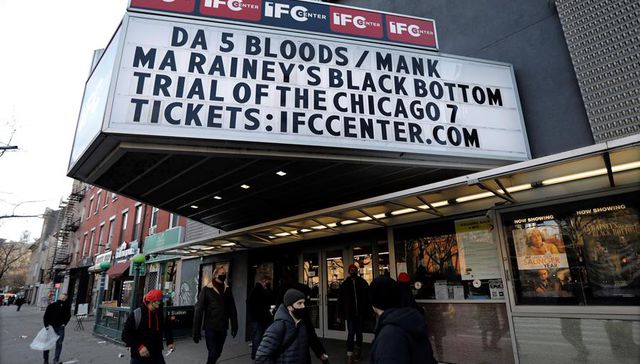 IFC CENTER IFC CENTER IFC CENTER IFC CENTER
DA 5 BLOODS / MANK
MA RAINEY'S BLACK BOTTOM
TRIAL OF THE CHICAGO 7
TICKETS: IFCCENTER.COM
NOW SHOWING
NOW SHOWING